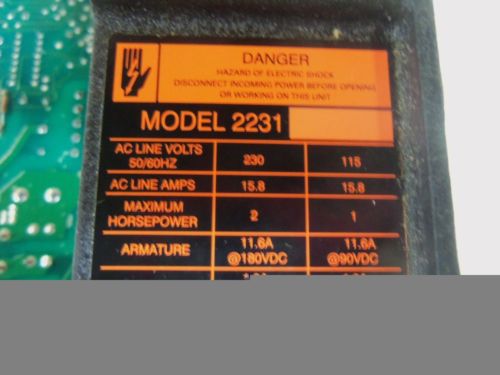 DANGER
HAZARD OF ELECTRIC SHOCK
DISCONNECT INCOMING POWER BEFORE OPENING
OR WORKING ON THIS UNIT
MODEL 2231
AC LINE VOLTS 50/60HZ 230 115
AC LINE AMPS 15.8 15.8
MAXIMUM HORSEPOWER 2 1
ARMATURE 11.6A @180VDC 11.6A @90VDC